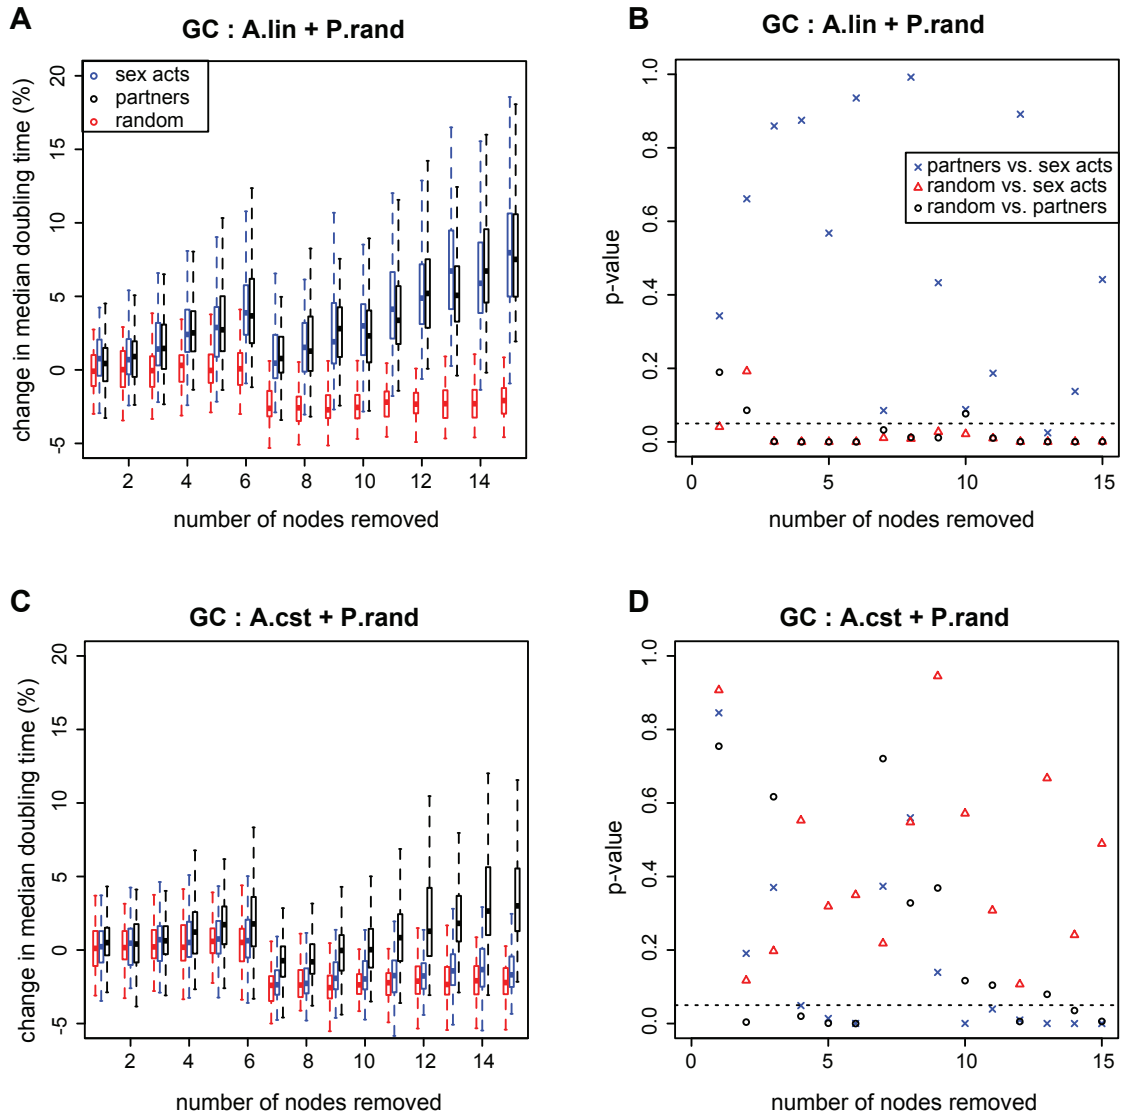 A
GC : A.lin + P.rand
change in median doubling time (%)
20
15
10
5
0
-5
sex acts
partners
random
2
4
6
8
10
12
14
number of nodes removed
B
GC : A.lin + P.rand
p-value
1.0
0.8
0.6
0.4
0.2
0.0
partners vs. sex acts
random vs. sex acts
random vs. partners
0
5
10
15
number of nodes removed
C
GC : A.cst + P.rand
change in median doubling time (%)
20
15
10
5
0
-5
2
4
6
8
10
12
14
number of nodes removed
D
GC : A.cst + P.rand
p-value
1.0
0.8
0.6
0.4
0.2
0.0
0
5
10
15
number of nodes removed